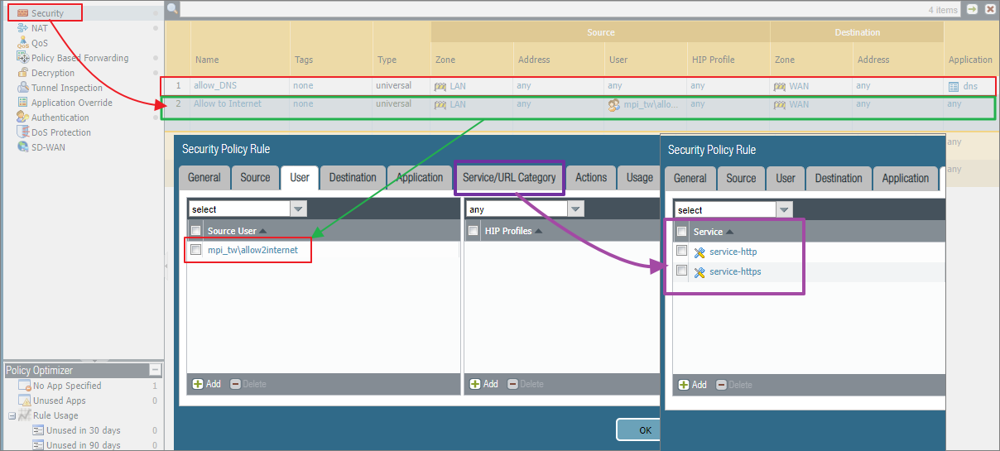 Security
NAT
QoS
Policy Based Forwarding
Decryption
Tunnel Inspection
Application Override
Authentication
DoS Protection
SD-WAN
Policy Optimizer
No App Specified 1
Unused Apps 0
Rule Usage
Unused in 30 days 0
Unused in 90 days 0
4 items
Source Destination
Name Tags Type Zone Address User HIP Profile Zone Address Application
1 allow_DNS none universal LAN any any any WAN any dns
2 Allow to Internet none universal LAN any mpi_tw\allo... any WAN any any
any
any
Security Policy Rule
General Source User Destination Application Service/URL Category Actions Usage
select any
Source User HIP Profiles
mpi_tw\allow2internet
Add Delete Add Delete
OK
Security Policy Rule
General Source User Destination Application
select
Service
service-http
service-https
Add Delete